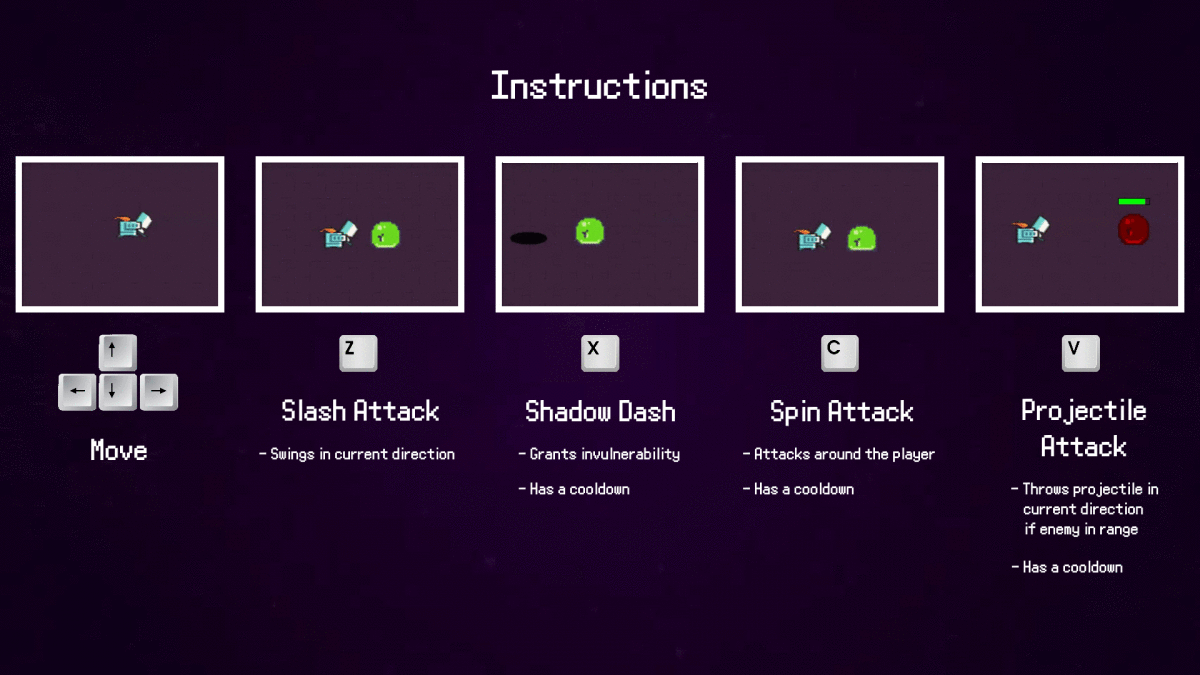 Instructions
↑
← ↓ →
Move
Z
Slash Attack
- Swings in current direction
X
Shadow Dash
- Grants invulnerability
- Has a cooldown
C
Spin Attack
- Attacks around the player
- Has a cooldown
V
Projectile
Attack
- Throws projectile in
current direction
if enemy in range
- Has a cooldown